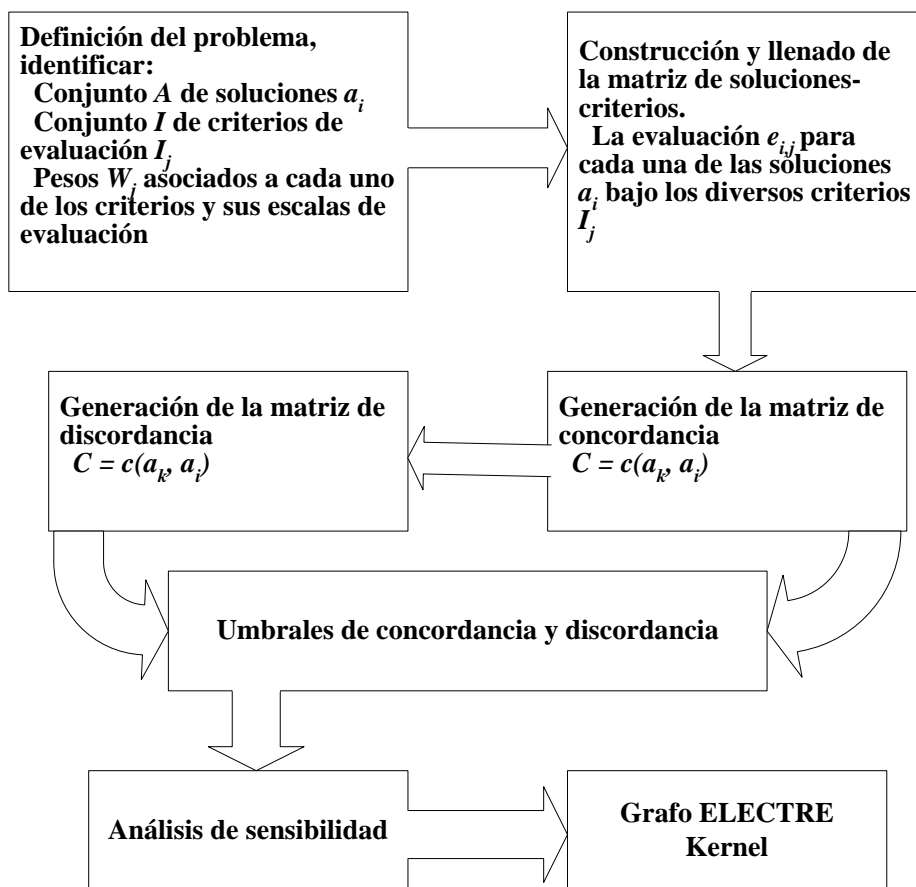 Definición del problema,
identificar:
Conjunto A de soluciones a_i
Conjunto I de criterios de
evaluación I_j
Pesos W_j asociados a cada uno
de los criterios y sus escalas de
evaluación
Construcción y llenado de
la matriz de soluciones-
criterios.
La evaluación e_{i,j} para
cada una de las soluciones
a_i bajo los diversos criterios
I_j
Generación de la matriz de
discordancia
C = c(a_k, a_i)
Generación de la matriz de
concordancia
C = c(a_k, a_i)
Umbrales de concordancia y discordancia
Análisis de sensibilidad
Grafo ELECTRE
Kernel